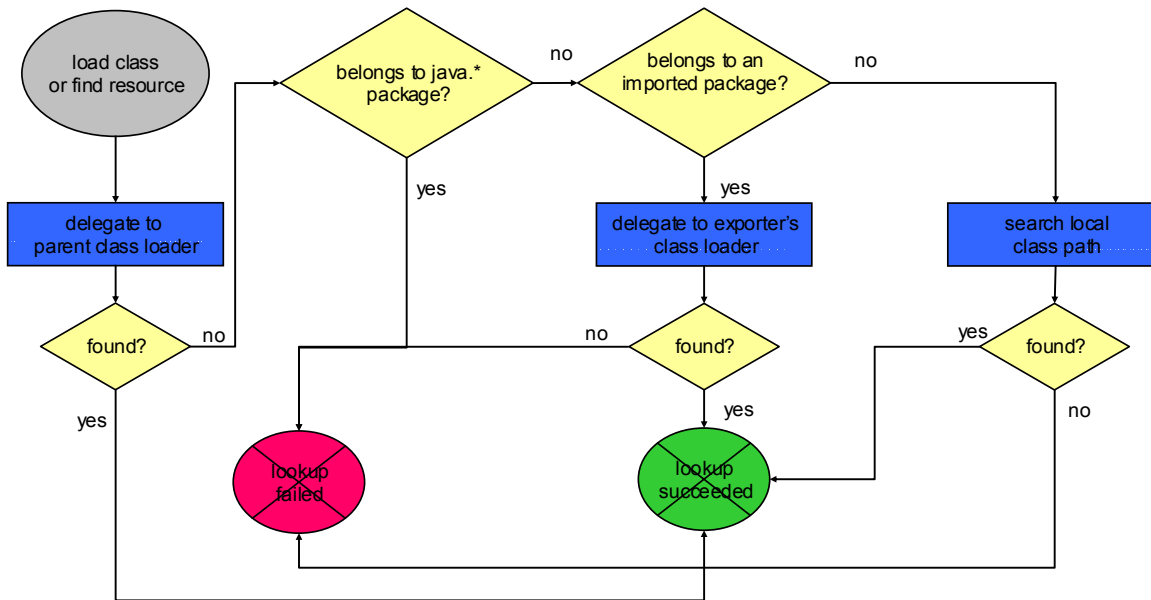 load class
or find resource
belongs to java.*
package?
no
belongs to an
imported package?
no
yes
yes
delegate to
parent class loader
delegate to exporter's
class loader
search local
class path
found?
no
no
found?
yes
found?
yes
yes
no
lookup
failed
lookup
succeeded